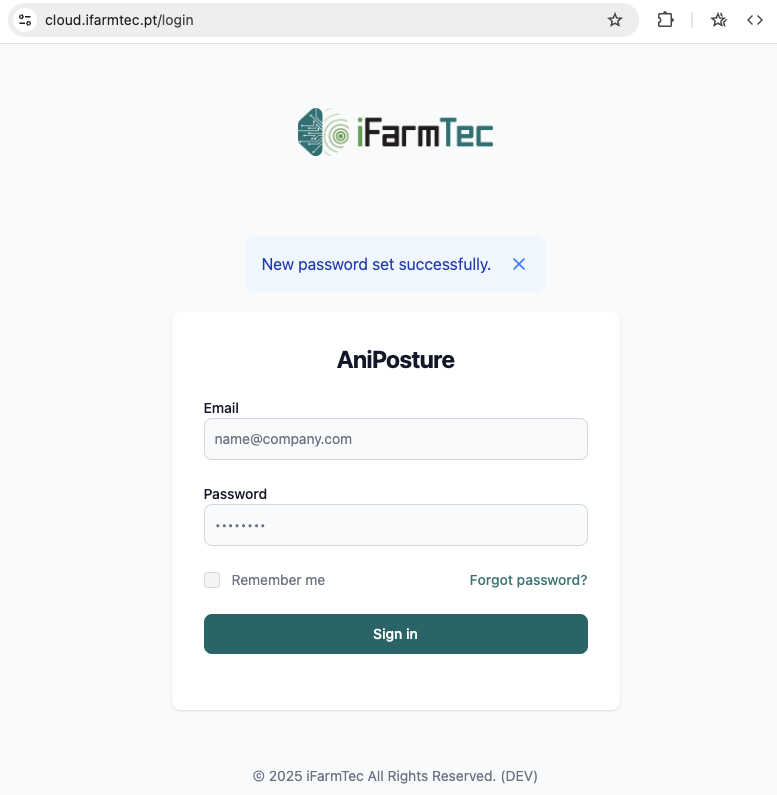 cloud.ifarmtec.pt/login
iFarmTec
New password set successfully.
AniPosture
Email
name@company.com
Password
••••••••
Remember me
Forgot password?
Sign in
© 2025 iFarmTec All Rights Reserved. (DEV)